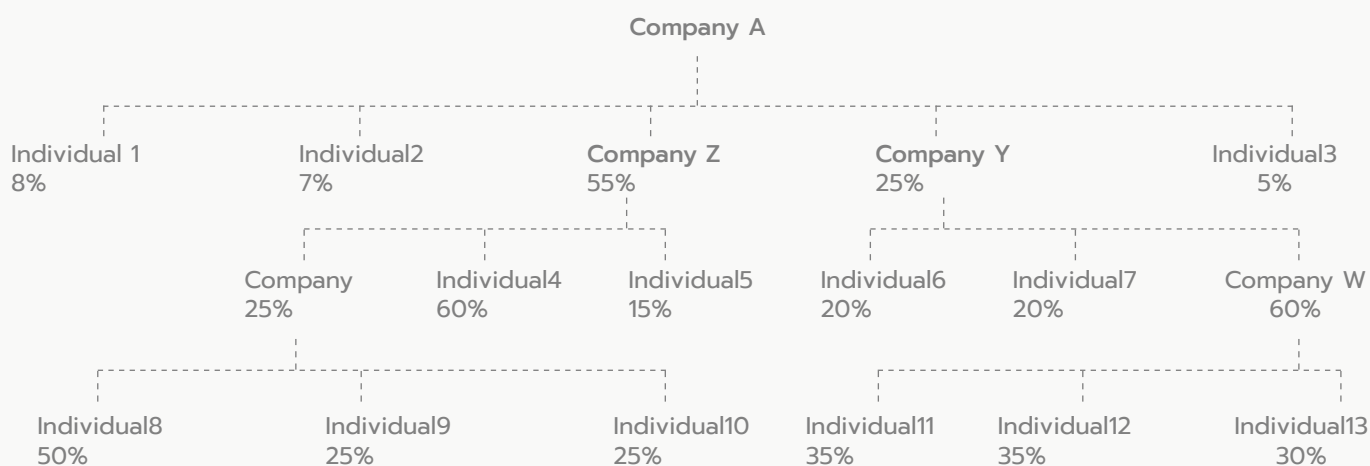 Company A
Individual 1
8%
Individual2
7%
Company Z
55%
Company Y
25%
Individual3
5%
Company
25%
Individual4
60%
Individual5
15%
Individual6
20%
Individual7
20%
Company W
60%
Individual8
50%
Individual9
25%
Individual10
25%
Individual11
35%
Individual12
35%
Individual13
30%